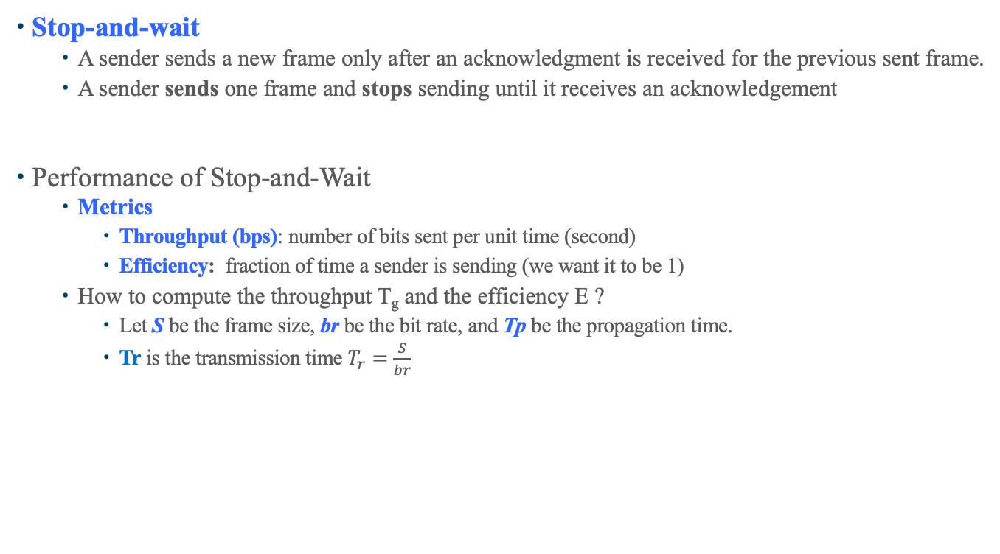 • Stop-and-wait
• A sender sends a new frame only after an acknowledgment is received for the previous sent frame.
• A sender sends one frame and stops sending until it receives an acknowledgement
• Performance of Stop-and-Wait
• Metrics
• Throughput (bps): number of bits sent per unit time (second)
• Efficiency: fraction of time a sender is sending (we want it to be 1)
• How to compute the throughput T_g and the efficiency E ?
• Let S be the frame size, br be the bit rate, and Tp be the propagation time.
• Tr is the transmission time T_r = S/br